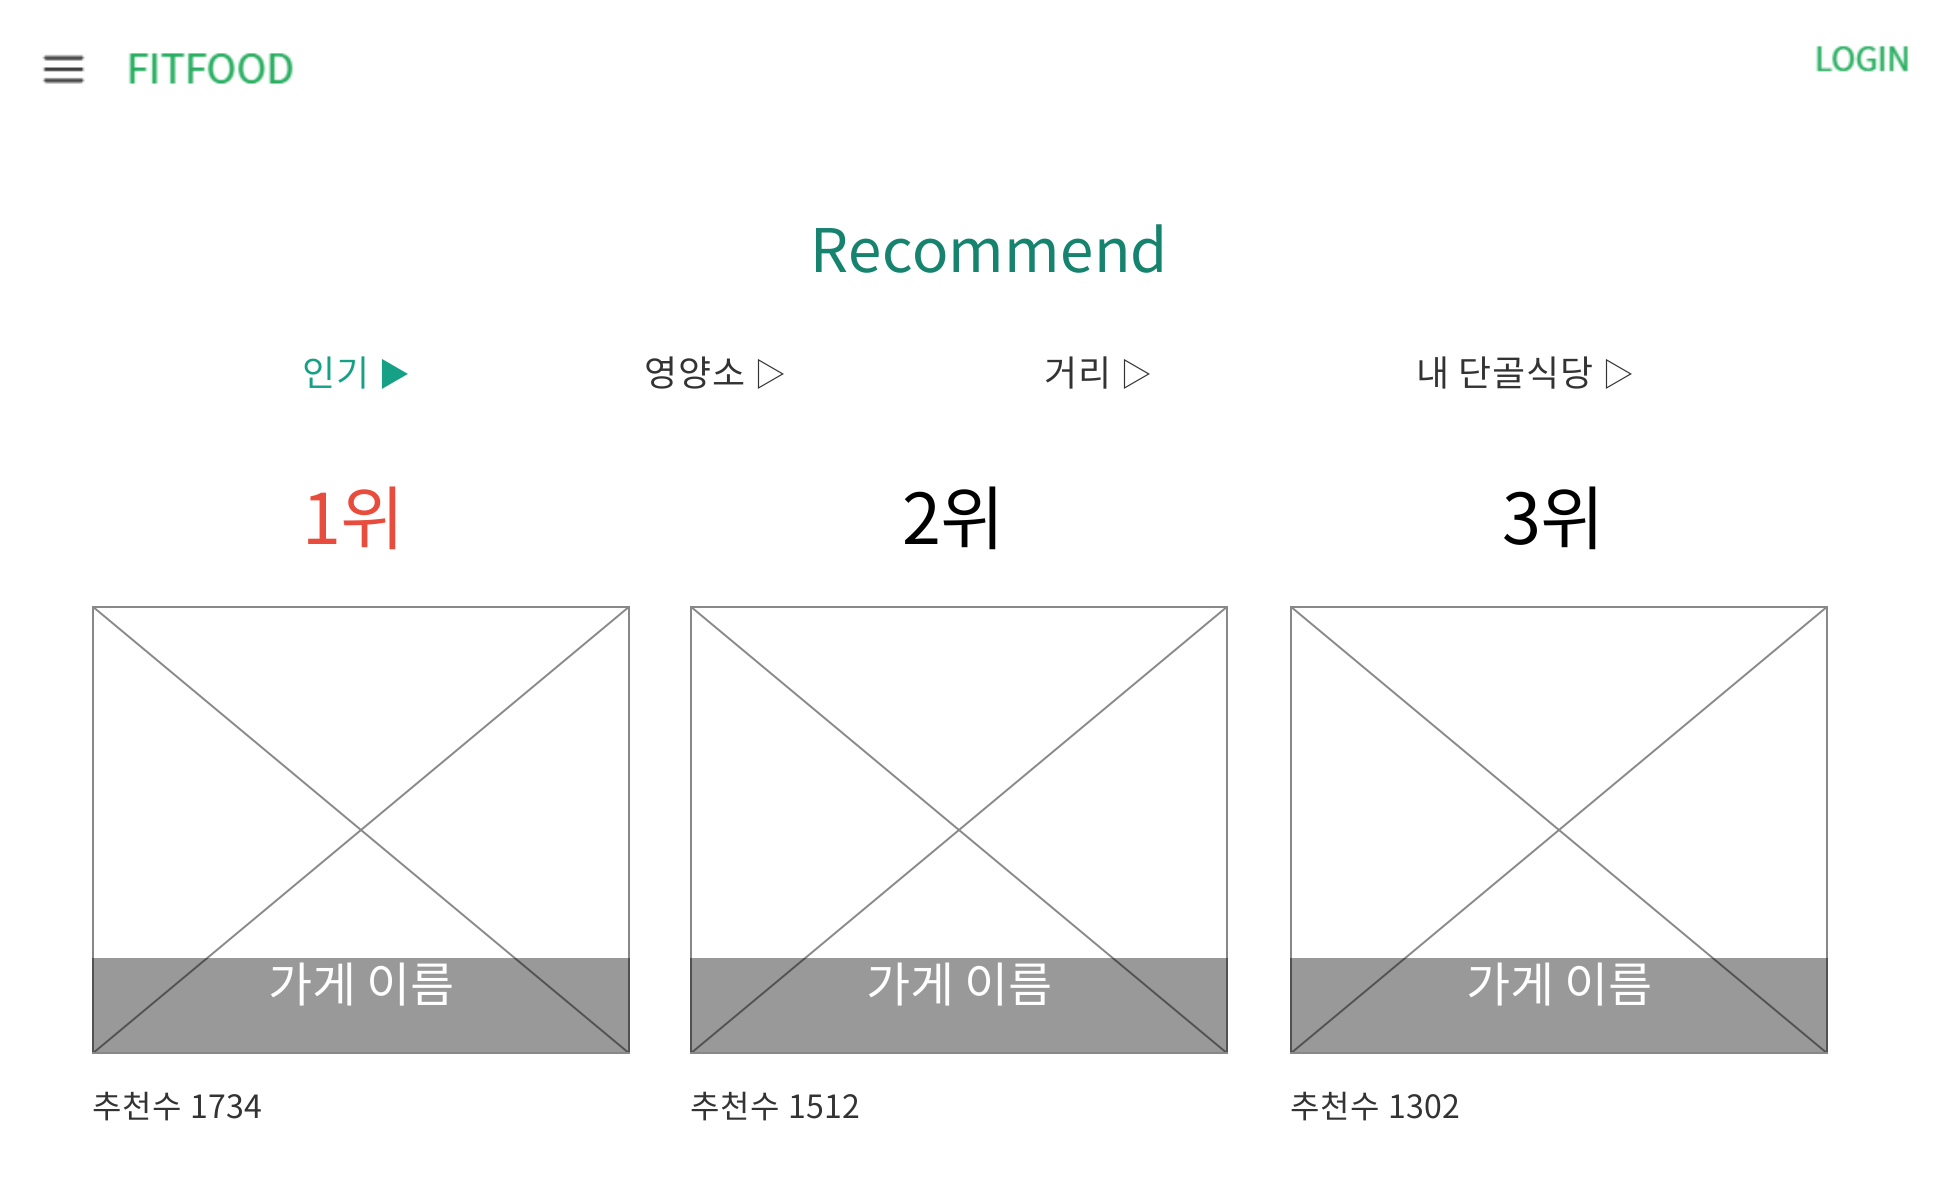 FITFOOD
LOGIN
Recommend
인기 ▶
영양소 ▷
거리 ▷
내 단골식당 ▷
1위
2위
3위
가게 이름
가게 이름
가게 이름
추천수 1734
추천수 1512
추천수 1302